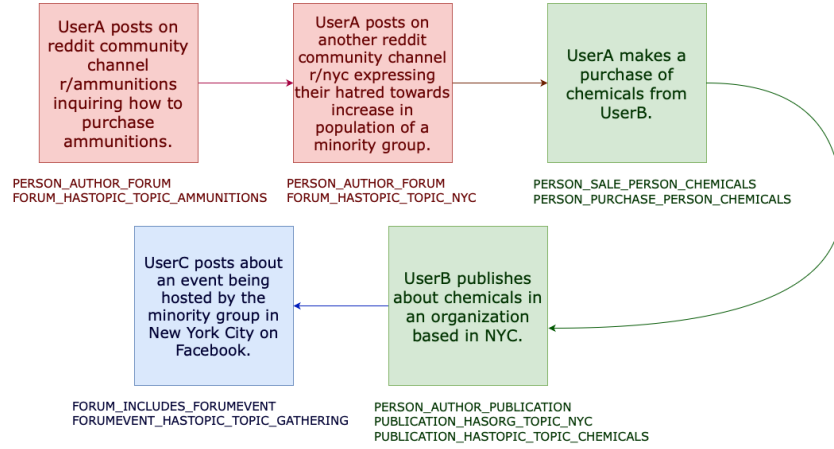 UserA posts on
reddit community
channel
r/ammunitions
inquiring how to
purchase
ammunitions.
PERSON_AUTHOR_FORUM
FORUM_HASTOPIC_TOPIC_AMMUNITIONS
UserA posts on
another reddit
community channel
r/nyc expressing
their hatred towards
increase in
population of a
minority group.
PERSON_AUTHOR_FORUM
FORUM_HASTOPIC_TOPIC_NYC
UserA makes a
purchase of
chemicals from
UserB.
PERSON_SALE_PERSON_CHEMICALS
PERSON_PURCHASE_PERSON_CHEMICALS
UserB publishes
about chemicals in
an organization
based in NYC.
PERSON_AUTHOR_PUBLICATION
PUBLICATION_HASORG_TOPIC_NYC
PUBLICATION_HASTOPIC_TOPIC_CHEMICALS
UserC posts about
an event being
hosted by the
minority group in
New York City on
Facebook.
FORUM_INCLUDES_FORUMEVENT
FORUMEVENT_HASTOPIC_TOPIC_GATHERING